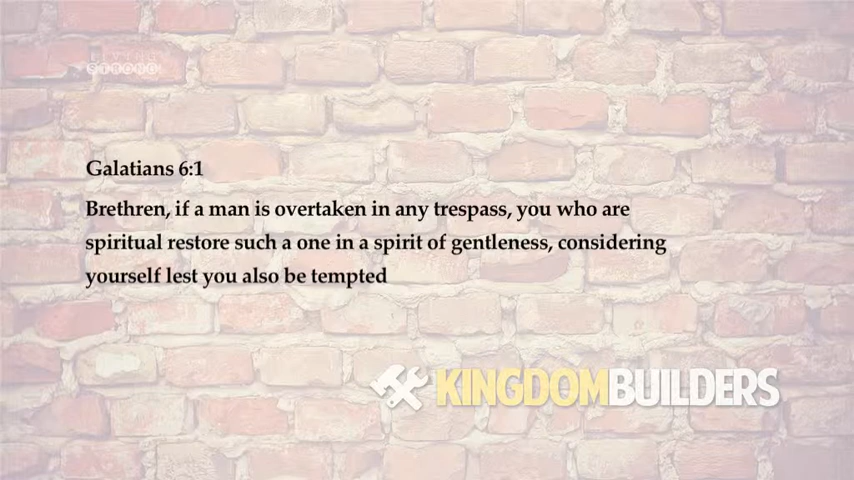 STRONG
Galatians 6:1
Brethren, if a man is overtaken in any trespass, you who are
spiritual restore such a one in a spirit of gentleness, considering
yourself lest you also be tempted
KINGDOMBUILDERS